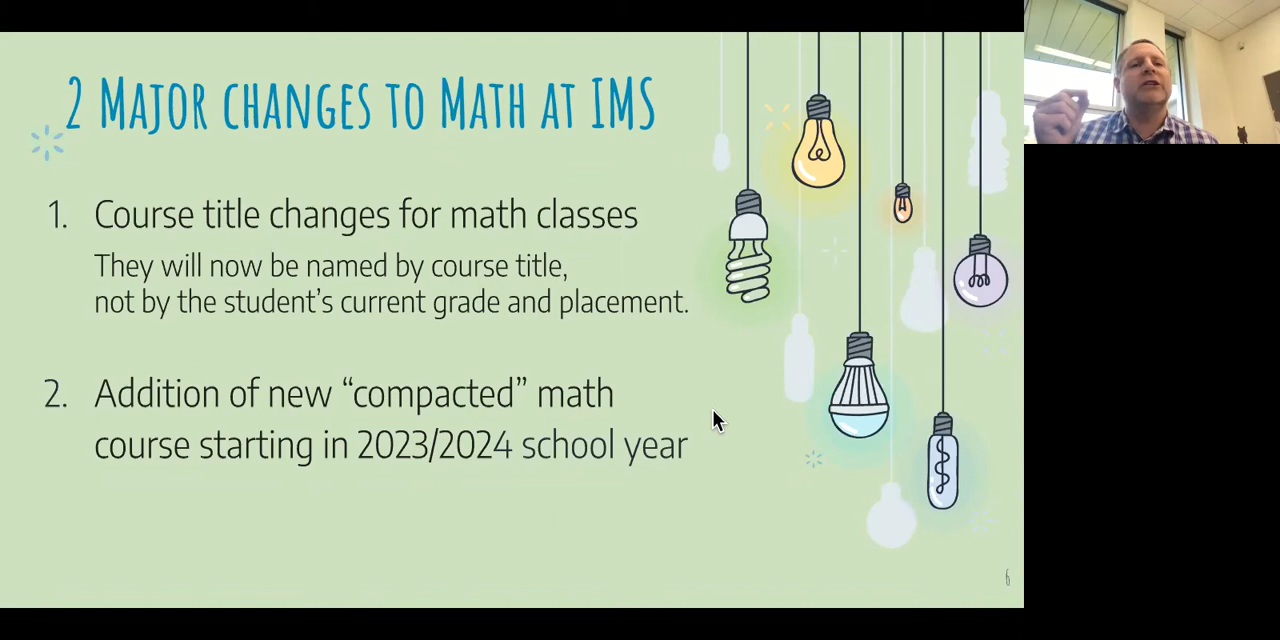 2 Major changes to Math at IMS
1. Course title changes for math classes
They will now be named by course title,
not by the student’s current grade and placement.
2. Addition of new “compacted” math
course starting in 2023/2024 school year
6